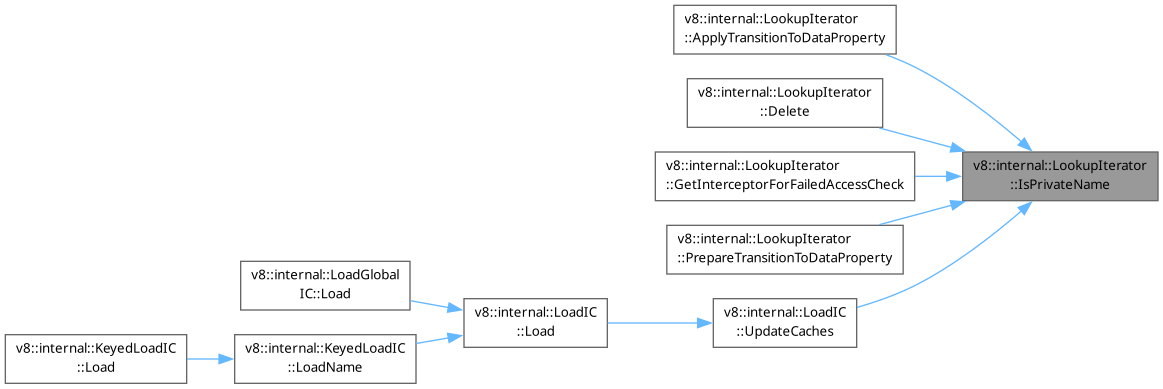 v8::internal::LookupIterator
::ApplyTransitionToDataProperty
v8::internal::LookupIterator
::Delete
v8::internal::LookupIterator
::GetInterceptorForFailedAccessCheck
v8::internal::LookupIterator
::IsPrivateName
v8::internal::LookupIterator
::PrepareTransitionToDataProperty
v8::internal::LoadGlobal
IC::Load
v8::internal::LoadIC
::Load
v8::internal::LoadIC
::UpdateCaches
v8::internal::KeyedLoadIC
::Load
v8::internal::KeyedLoadIC
::LoadName